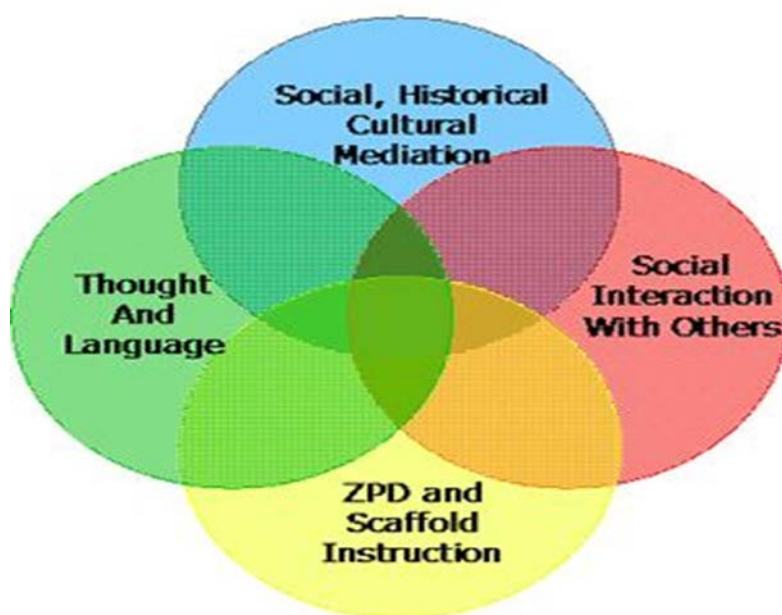 Social, Historical
Cultural
Mediation
Thought
And
Language
Social
Interaction
With Others
ZPD and
Scaffold
Instruction